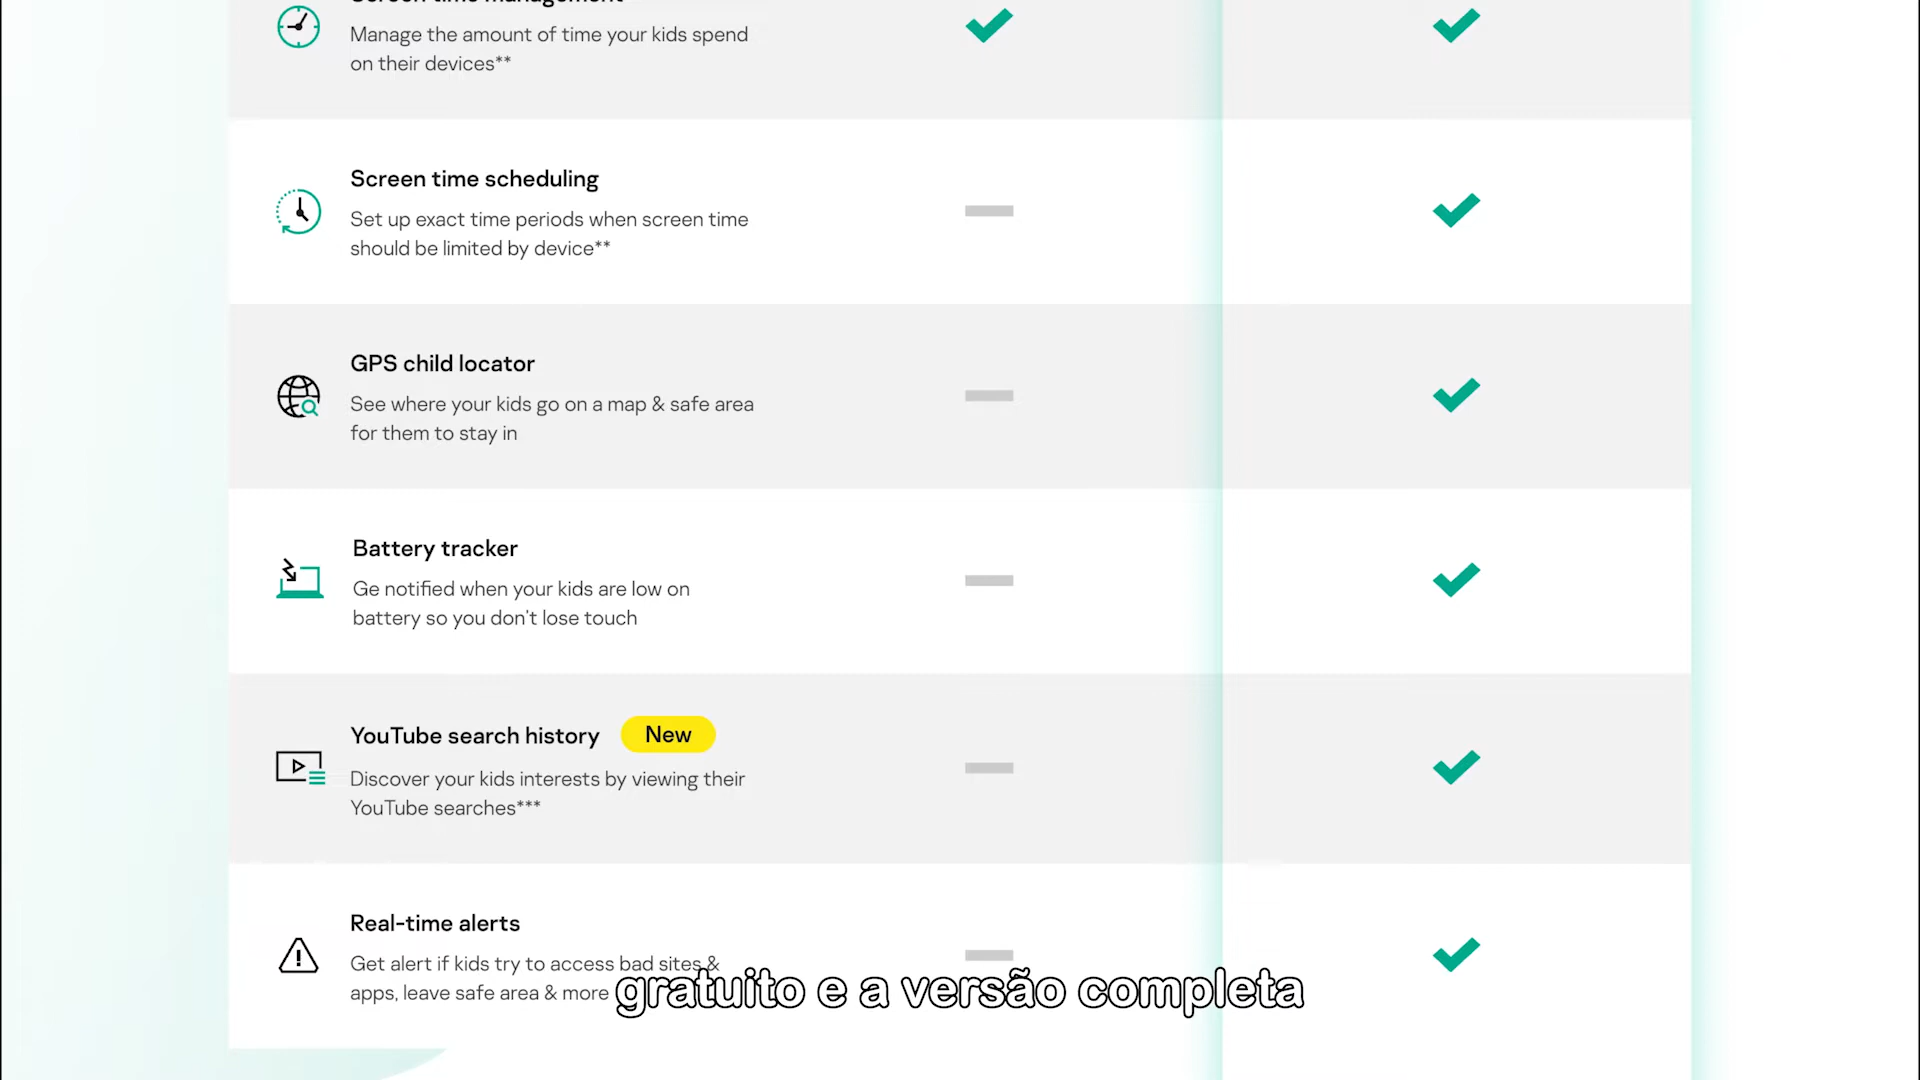 Screen time management
Manage the amount of time your kids spend
on their devices**
Screen time scheduling
Set up exact time periods when screen time
should be limited by device**
GPS child locator
See where your kids go on a map & safe area
for them to stay in
Battery tracker
Ge notified when your kids are low on
battery so you don't lose touch
YouTube search history New
Discover your kids interests by viewing their
YouTube searches***
Real-time alerts
Get alert if kids try to access bad sites &
apps, leave safe area & more
gratuito e a versão completa